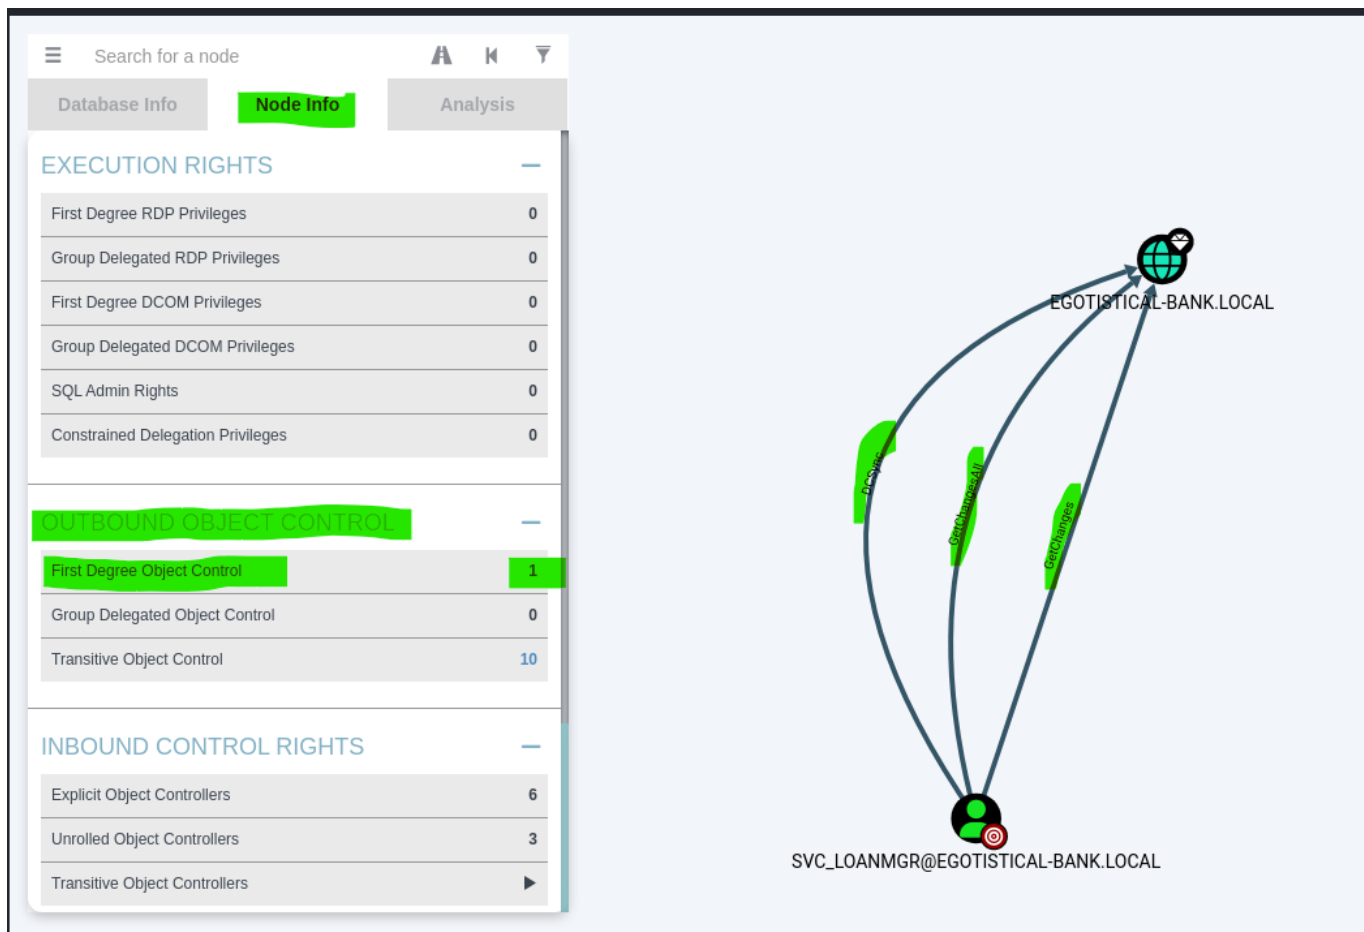 Search for a node
Database Info
Node Info
Analysis
EXECUTION RIGHTS
First Degree RDP Privileges 0
Group Delegated RDP Privileges 0
First Degree DCOM Privileges 0
Group Delegated DCOM Privileges 0
SQL Admin Rights 0
Constrained Delegation Privileges 0
OUTBOUND OBJECT CONTROL
First Degree Object Control 1
Group Delegated Object Control 0
Transitive Object Control 10
INBOUND CONTROL RIGHTS
Explicit Object Controllers 6
Unrolled Object Controllers 3
Transitive Object Controllers
EGOTISTICAL-BANK.LOCAL
DCSync
GetChangesAll
GetChanges
SVC_LOANMGR@EGOTISTICAL-BANK.LOCAL